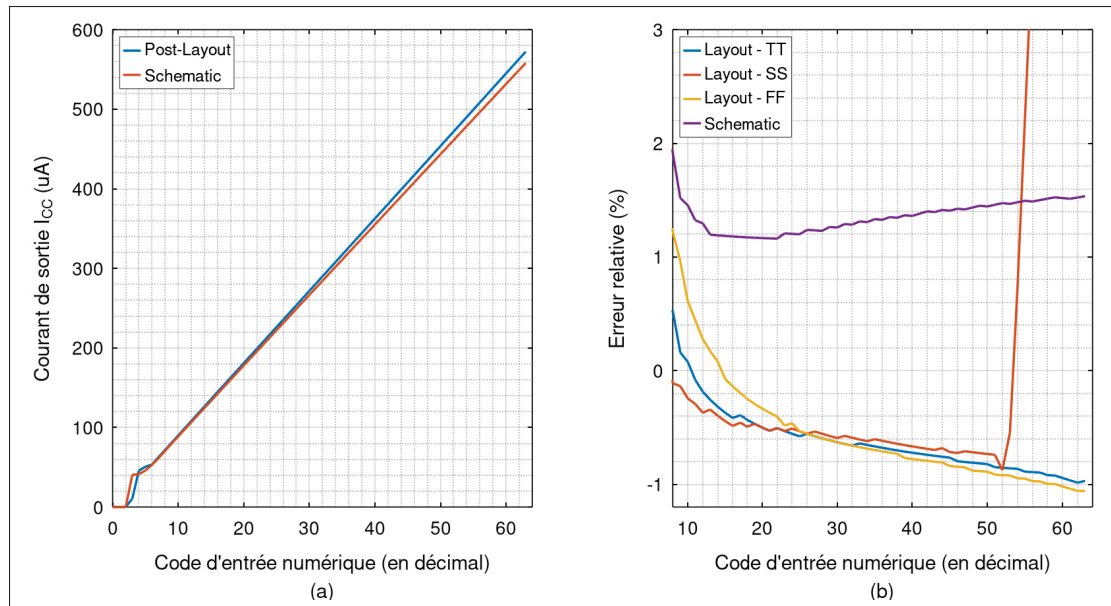 Post-Layout
Schematic
600
500
400
300
200
100
0
0 10 20 30 40 50 60
Courant de sortie I_CC (uA)
Code d'entrée numérique (en décimal)
(a)
Layout - TT
Layout - SS
Layout - FF
Schematic
3
2
1
0
-1
10 20 30 40 50 60
Erreur relative (%)
Code d'entrée numérique (en décimal)
(b)